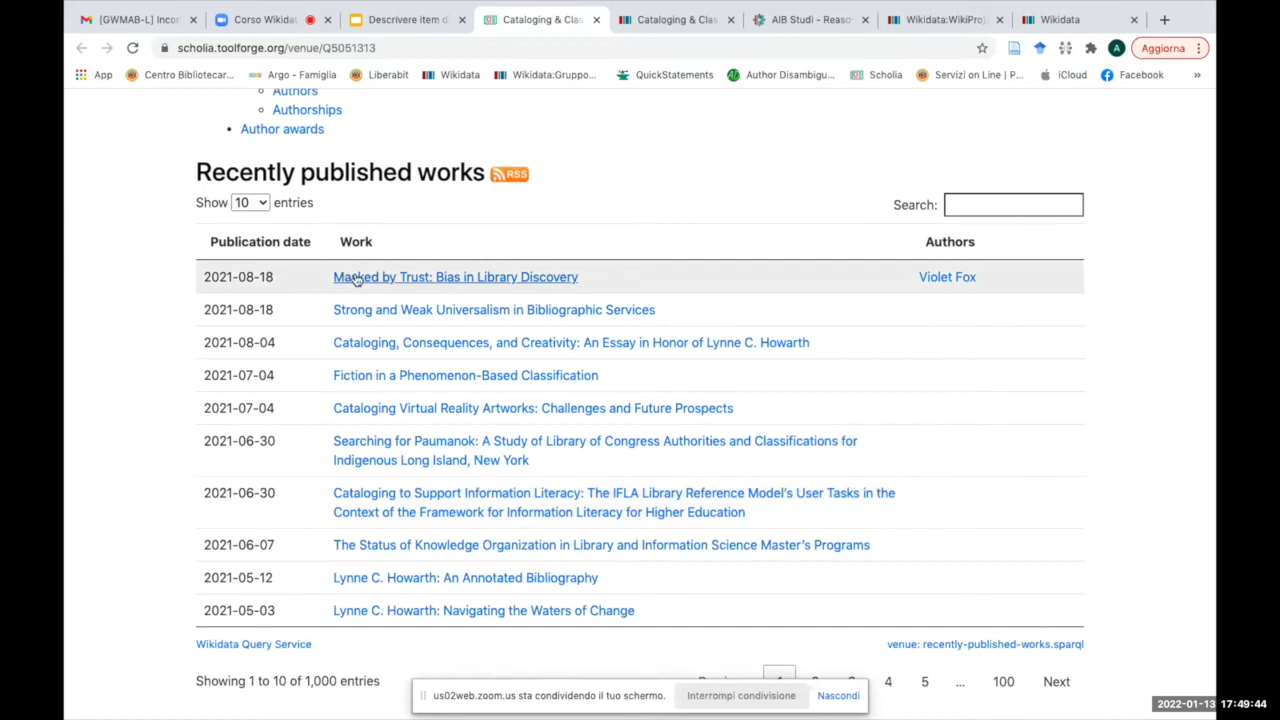 [GWMAB-L] Incor
Corso Wikidat
Descrivere item d
Cataloging & Clas
Cataloging & Clas
AIB Studi - Reaso
Wikidata:WikiProj
Wikidata
scholia.toolforge.org/venue/Q5051313
A
Aggiorna
App
Centro Bibliotecar...
Argo - Famiglia
Liberabit
Wikidata
Wikidata:Gruppo...
QuickStatements
Author Disambigu...
Scholia
Servizi on Line | P...
iCloud
Facebook
»
Authors
Authorships
Author awards
Recently published works RSS
Show 10 entries
Search:
Publication date Work Authors
2021-08-18 Masked by Trust: Bias in Library Discovery Violet Fox
2021-08-18 Strong and Weak Universalism in Bibliographic Services
2021-08-04 Cataloging, Consequences, and Creativity: An Essay in Honor of Lynne C. Howarth
2021-07-04 Fiction in a Phenomenon-Based Classification
2021-07-04 Cataloging Virtual Reality Artworks: Challenges and Future Prospects
2021-06-30 Searching for Paumanok: A Study of Library of Congress Authorities and Classifications for
Indigenous Long Island, New York
2021-06-30 Cataloging to Support Information Literacy: The IFLA Library Reference Model's User Tasks in the
Context of the Framework for Information Literacy for Higher Education
2021-06-07 The Status of Knowledge Organization in Library and Information Science Master's Programs
2021-05-12 Lynne C. Howarth: An Annotated Bibliography
2021-05-03 Lynne C. Howarth: Navigating the Waters of Change
Wikidata Query Service venue: recently-published-works.sparql
Showing 1 to 10 of 1,000 entries
4 5 ... 100 Next
us02web.zoom.us sta condividendo il tuo schermo. Interrompi condivisione Nascondi
2022-01-13 17:49:44